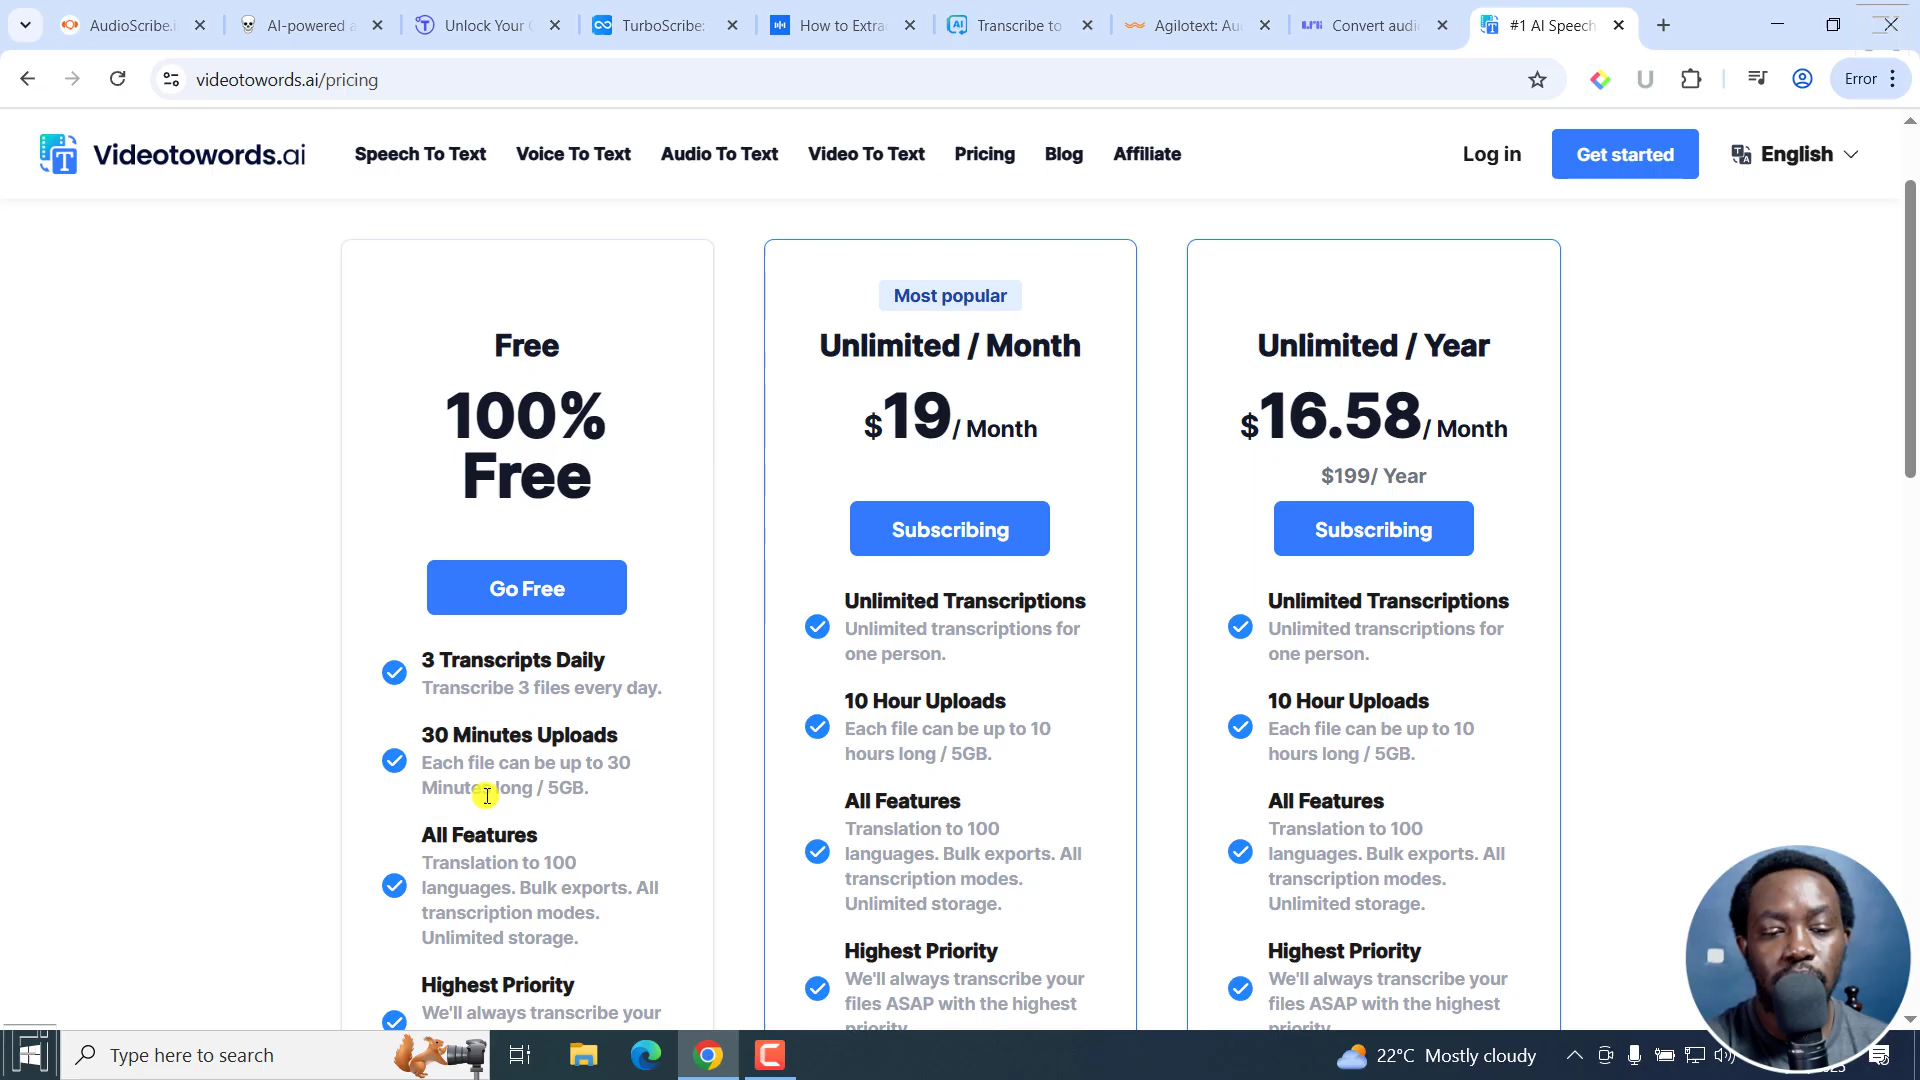 AudioScribe.i
AI-powered a
Unlock Your C
TurboScribe:
How to Extra
Transcribe to
Agilotext: Au
Convert audi
#1 AI Speech
videotowords.ai/pricing
Error
Videotowords.ai
Speech To Text
Voice To Text
Audio To Text
Video To Text
Pricing
Blog
Affiliate
Log in
Get started
English
Free
100%
Free
Go Free
3 Transcripts Daily
Transcribe 3 files every day.
30 Minutes Uploads
Each file can be up to 30
Minutes long / 5GB.
All Features
Translation to 100
languages. Bulk exports. All
transcription modes.
Unlimited storage.
Highest Priority
We'll always transcribe your
Most popular
Unlimited / Month
$19/ Month
Subscribing
Unlimited Transcriptions
Unlimited transcriptions for
one person.
10 Hour Uploads
Each file can be up to 10
hours long / 5GB.
All Features
Translation to 100
languages. Bulk exports. All
transcription modes.
Unlimited storage.
Highest Priority
We'll always transcribe your
files ASAP with the highest
priority
Unlimited / Year
$16.58/ Month
$199/ Year
Subscribing
Unlimited Transcriptions
Unlimited transcriptions for
one person.
10 Hour Uploads
Each file can be up to 10
hours long / 5GB.
All Features
Translation to 100
languages. Bulk exports. All
transcription modes.
Unlimited storage.
Highest Priority
We'll always transcribe your
files ASAP with the highest
priority
Type here to search
22°C Mostly cloudy